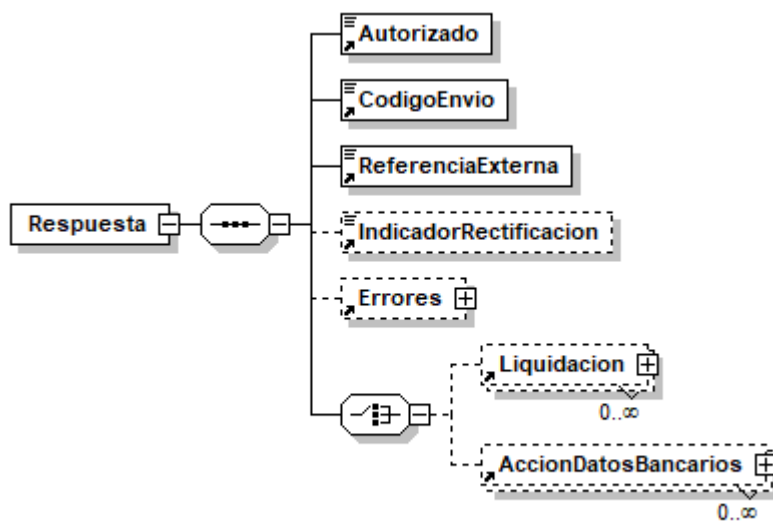 Autorizado
CodigoEnvio
ReferenciaExterna
Respuesta
IndicadorRectificacion
Errores
Liquidacion
0..∞
AccionDatosBancarios
0..∞